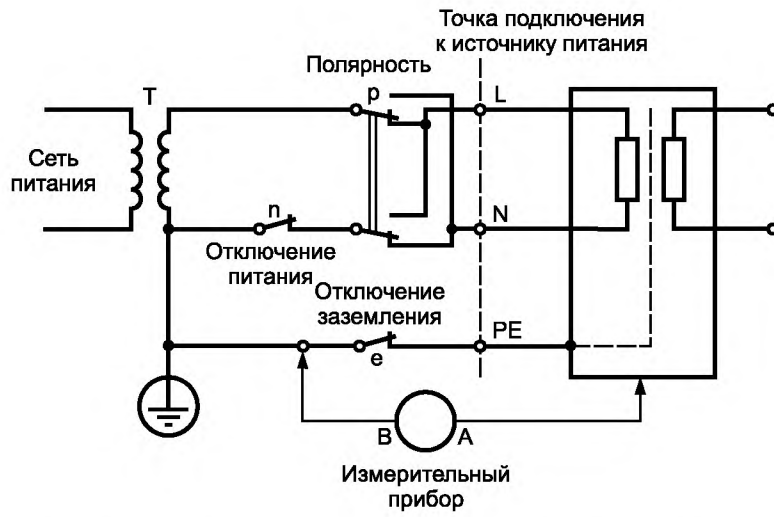 Точка подключения
к источнику питания
Полярность
T
p
L
Сеть
питания
n
N
Отключение
питания
Отключение
заземления
PE
e
B
A
Измерительный
прибор